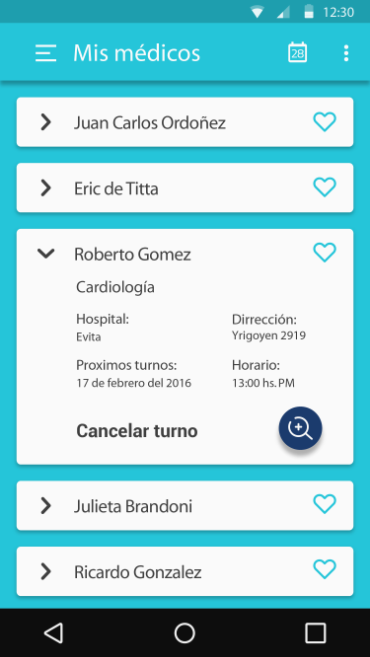 12:30
Mis médicos
28
Juan Carlos Ordoñez
Eric de Titta
Roberto Gomez
Cardiología
Hospital:
Evita
Dirrección:
Yrigoyen 2919
Proximos turnos:
17 de febrero del 2016
Horario:
13:00 hs. PM
Cancelar turno
Julieta Brandoni
Ricardo Gonzalez